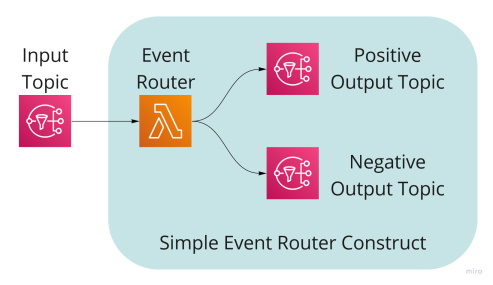 Input
Topic
Event
Router
Positive
Output Topic
Negative
Output Topic
Simple Event Router Construct
miro